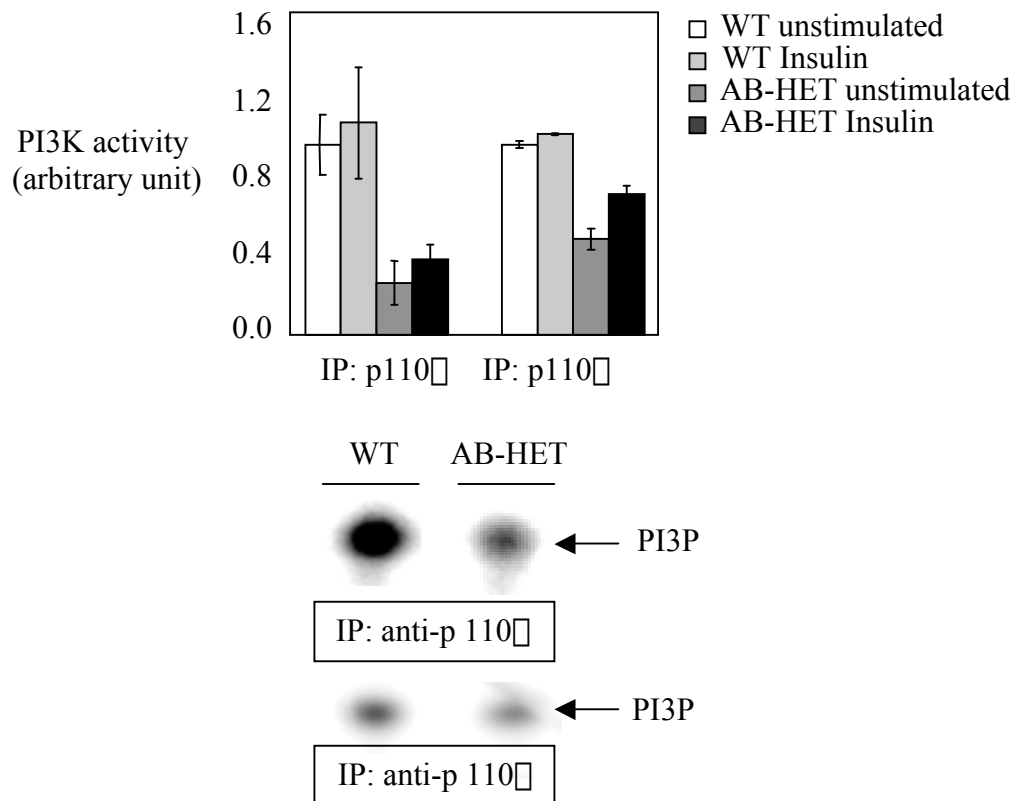 1.6
1.2
0.8
0.4
0.0
PI3K activity
(arbitrary unit)
WT unstimulated
WT Insulin
AB-HET unstimulated
AB-HET Insulin
IP: p110▯ IP: p110▯
WT AB-HET
PI3P
IP: anti-p 110▯
PI3P
IP: anti-p 110▯